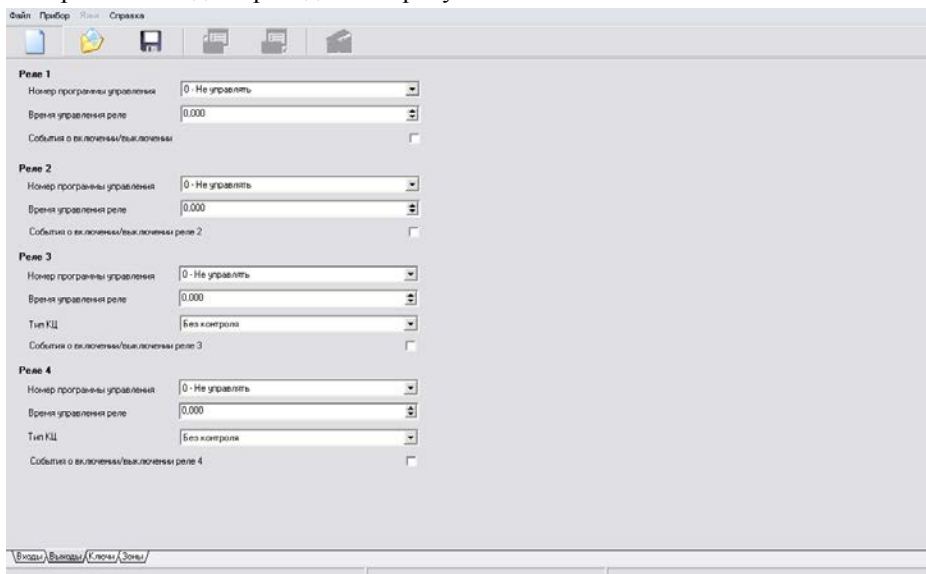 Файл Прибор Язык Справка
Реле 1
Номер программы управления 0 - Не управлять
Время управления реле 0,000
События о включении/выключении
Реле 2
Номер программы управления 0 - Не управлять
Время управления реле 0,000
События о включении/выключении реле 2
Реле 3
Номер программы управления 0 - Не управлять
Время управления реле 0,000
Тип КЦ Без контроля
События о включении/выключении реле 3
Реле 4
Номер программы управления 0 - Не управлять
Время управления реле 0,000
Тип КЦ Без контроля
События о включении/выключении реле 4
Входы Выходы Ключи Зоны